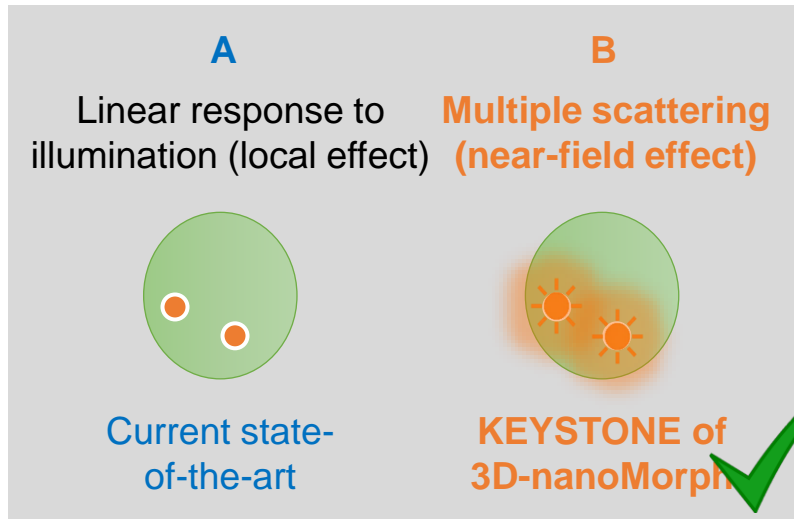 A
Linear response to
illumination (local effect)
Current state-
of-the-art
B
Multiple scattering
(near-field effect)
KEYSTONE of
3D-nanoMorph